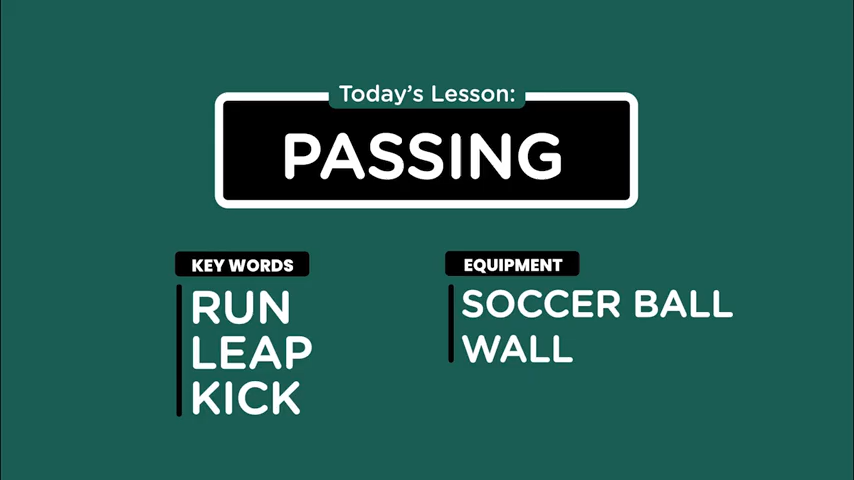 Today's Lesson:
PASSING
KEY WORDS
RUN
LEAP
KICK
EQUIPMENT
SOCCER BALL
WALL